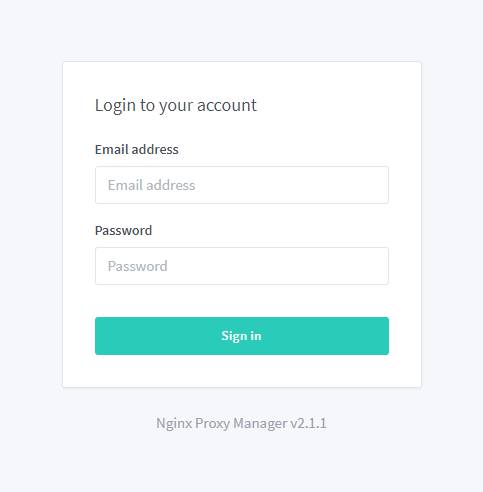 Login to your account
Email address
Email address
Password
Password
Sign in
Nginx Proxy Manager v2.1.1